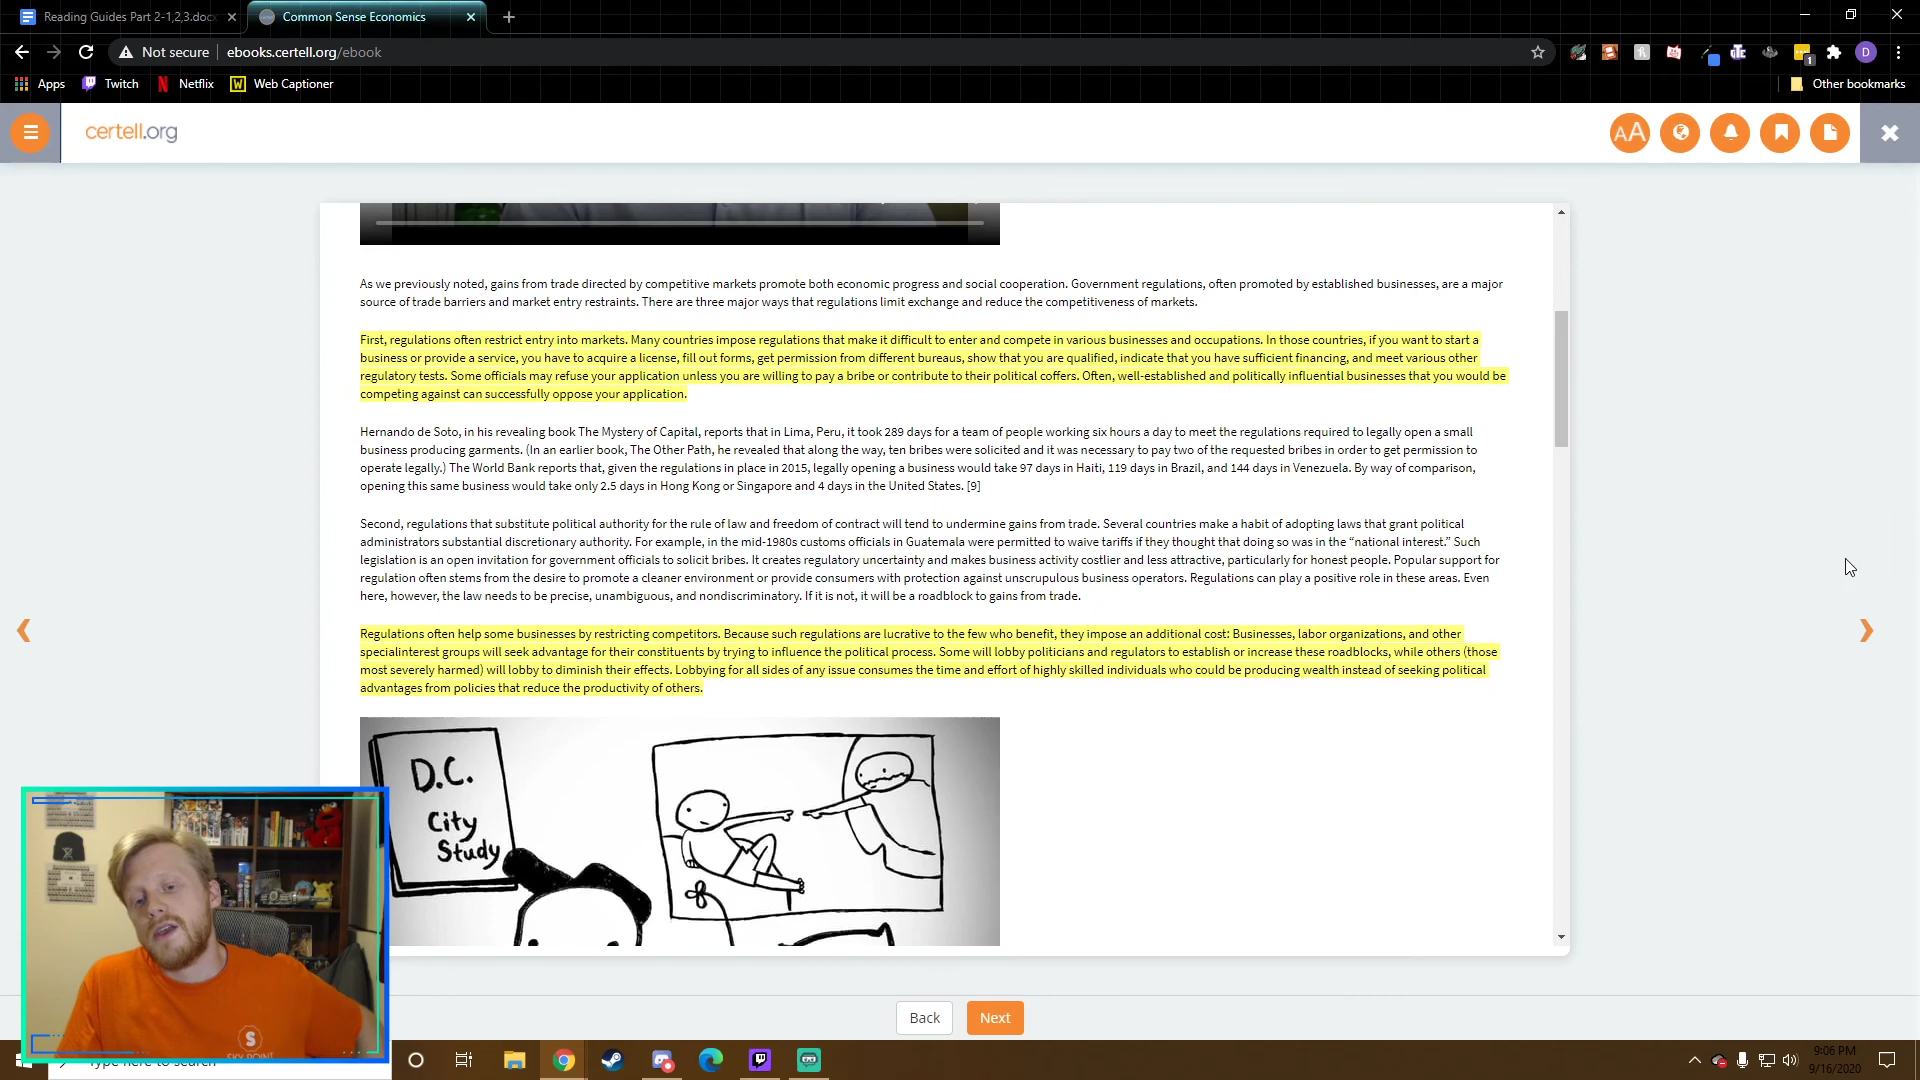 Reading Guides Part 2-1,2,3.docx
Common Sense Economics
Not secure
ebooks.certell.org/ebook
1
D
Apps
Twitch
Netflix
Web Captioner
Other bookmarks
certell.org
AA
As we previously noted, gains from trade directed by competitive markets promote both economic progress and social cooperation. Government regulations, often promoted by established businesses, are a major
source of trade barriers and market entry restraints. There are three major ways that regulations limit exchange and reduce the competitiveness of markets.
First, regulations often restrict entry into markets. Many countries impose regulations that make it difficult to enter and compete in various businesses and occupations. In those countries, if you want to start a
business or provide a service, you have to acquire a license, fill out forms, get permission from different bureaus, show that you are qualified, indicate that you have sufficient financing, and meet various other
regulatory tests. Some officials may refuse your application unless you are willing to pay a bribe or contribute to their political coffers. Often, well-established and politically influential businesses that you would be
competing against can successfully oppose your application.
Hernando de Soto, in his revealing book The Mystery of Capital, reports that in Lima, Peru, it took 289 days for a team of people working six hours a day to meet the regulations required to legally open a small
business producing garments. (In an earlier book, The Other Path, he revealed that along the way, ten bribes were solicited and it was necessary to pay two of the requested bribes in order to get permission to
operate legally.) The World Bank reports that, given the regulations in place in 2015, legally opening a business would take 97 days in Haiti, 119 days in Brazil, and 144 days in Venezuela. By way of comparison,
opening this same business would take only 2.5 days in Hong Kong or Singapore and 4 days in the United States. [9]
Second, regulations that substitute political authority for the rule of law and freedom of contract will tend to undermine gains from trade. Several countries make a habit of adopting laws that grant political
administrators substantial discretionary authority. For example, in the mid-1980s customs officials in Guatemala were permitted to waive tariffs if they thought that doing so was in the “national interest.” Such
legislation is an open invitation for government officials to solicit bribes. It creates regulatory uncertainty and makes business activity costlier and less attractive, particularly for honest people. Popular support for
regulation often stems from the desire to promote a cleaner environment or provide consumers with protection against unscrupulous business operators. Regulations can play a positive role in these areas. Even
here, however, the law needs to be precise, unambiguous, and nondiscriminatory. If it is not, it will be a roadblock to gains from trade.
Regulations often help some businesses by restricting competitors. Because such regulations are lucrative to the few who benefit, they impose an additional cost: Businesses, labor organizations, and other
specialinterest groups will seek advantage for their constituents by trying to influence the political process. Some will lobby politicians and regulators to establish or increase these roadblocks, while others (those
most severely harmed) will lobby to diminish their effects. Lobbying for all sides of any issue consumes the time and effort of highly skilled individuals who could be producing wealth instead of seeking political
advantages from policies that reduce the productivity of others.
D.C.
City
Study
S
SKY POINT
Back
Next
Type here to search
9:06 PM
9/16/2020